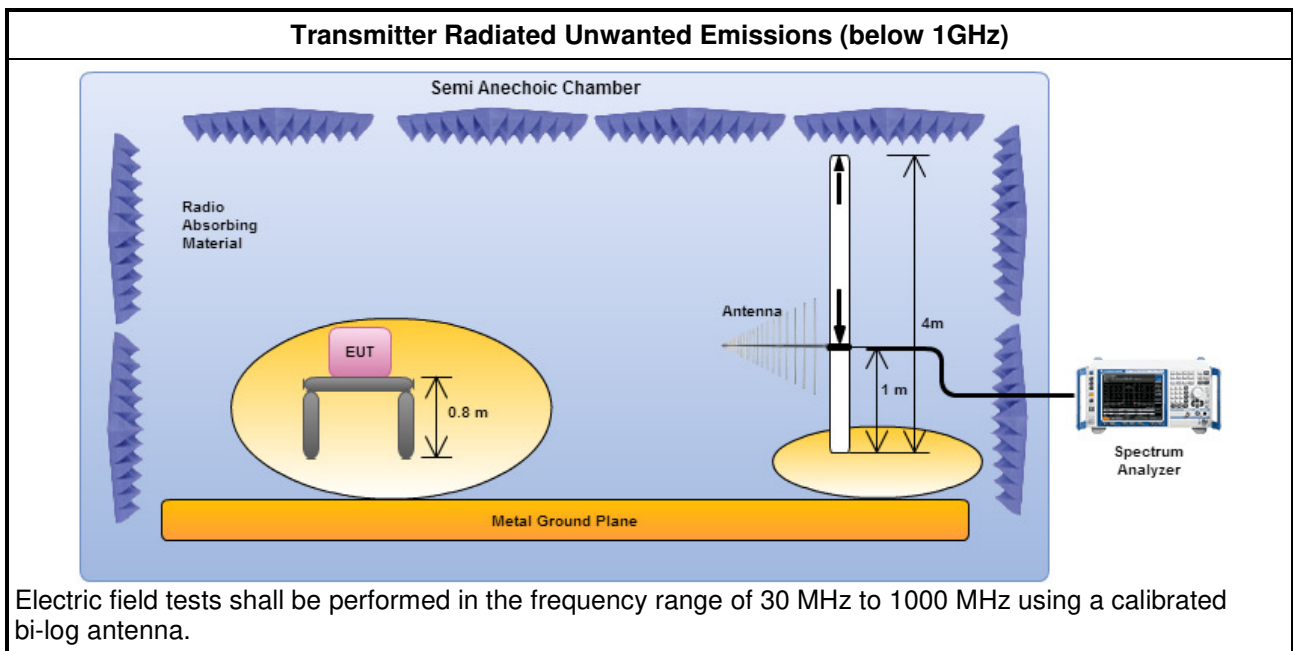 Transmitter Radiated Unwanted Emissions (below 1GHz)
Semi Anechoic Chamber
Radio
Absorbing
Material
Antenna
4m
EUT
1 m
0.8 m
Spectrum
Analyzer
Metal Ground Plane
Electric field tests shall be performed in the frequency range of 30 MHz to 1000 MHz using a calibrated
bi-log antenna.